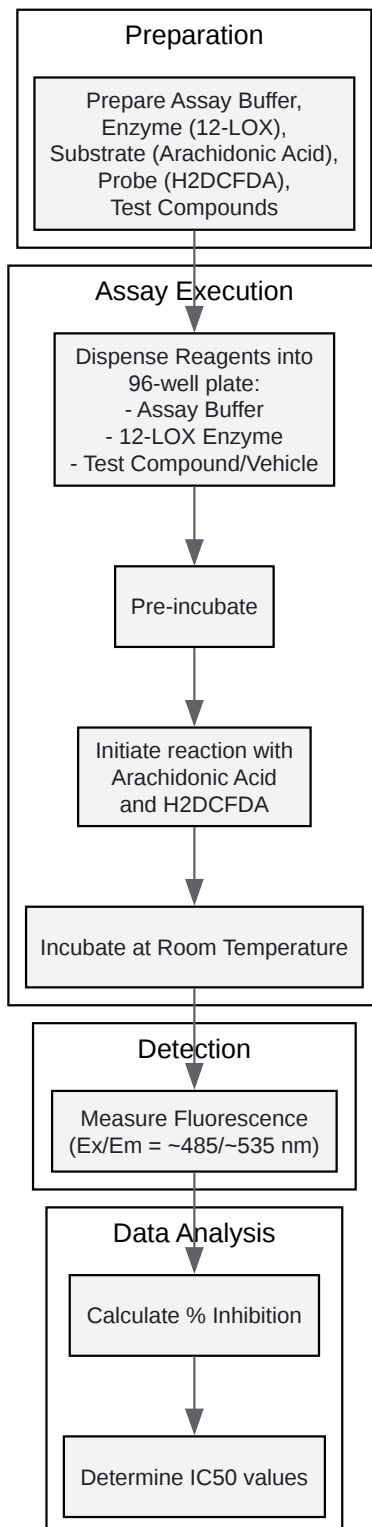 Preparation
Prepare Assay Buffer,
Enzyme (12-LOX),
Substrate (Arachidonic Acid),
Probe (H2DCFDA),
Test Compounds
Assay Execution
Dispense Reagents into
96-well plate:
- Assay Buffer
- 12-LOX Enzyme
- Test Compound/Vehicle
Pre-incubate
Initiate reaction with
Arachidonic Acid
and H2DCFDA
Incubate at Room Temperature
Detection
Measure Fluorescence
(Ex/Em = ~485/~535 nm)
Data Analysis
Calculate % Inhibition
Determine IC50 values